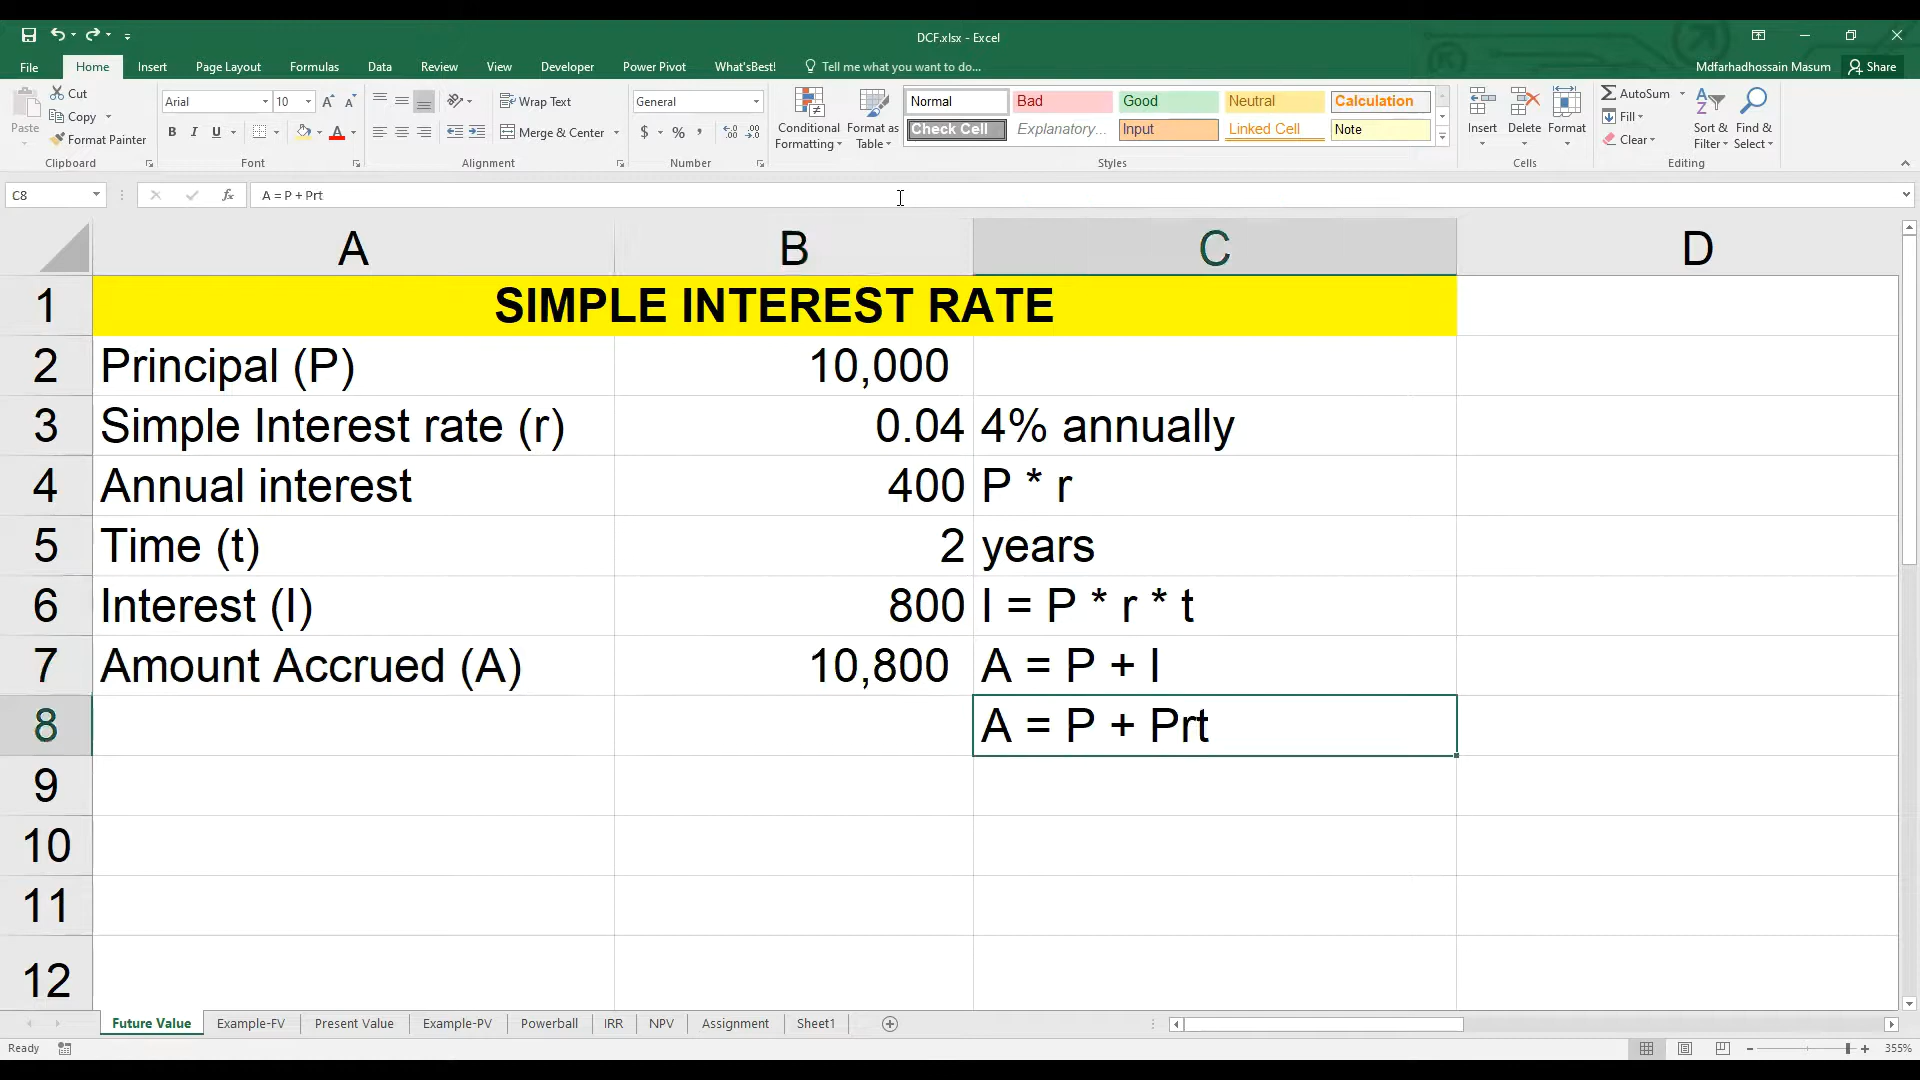 DCF.xlsx - Excel
File Home Insert Page Layout Formulas Data Review View Developer Power Pivot What'sBest! Tell me what you want to do... Mdfarhadhossain Masum Share
Paste Cut Copy Format Painter
Clipboard
Arial 10
B I U A
Font
Wrap Text
Merge & Center
Alignment
General
$ % ,
Number
Conditional Formatting
Format as Table
Normal Bad Good Neutral Calculation
Check Cell Explanatory... Input Linked Cell Note
Styles
Insert Delete Format
Cells
AutoSum
Fill
Clear
Sort & Filter
Find & Select
Editing
C8 fx A = P + Prt
A B C D
1 SIMPLE INTEREST RATE
2 Principal (P) 10,000
3 Simple Interest rate (r) 0.04 4% annually
4 Annual interest 400 P * r
5 Time (t) 2 years
6 Interest (I) 800 I = P * r * t
7 Amount Accrued (A) 10,800 A = P + I
8 A = P + Prt
9
10
11
12
Future Value Example-FV Present Value Example-PV Powerball IRR NPV Assignment Sheet1
Ready 355%